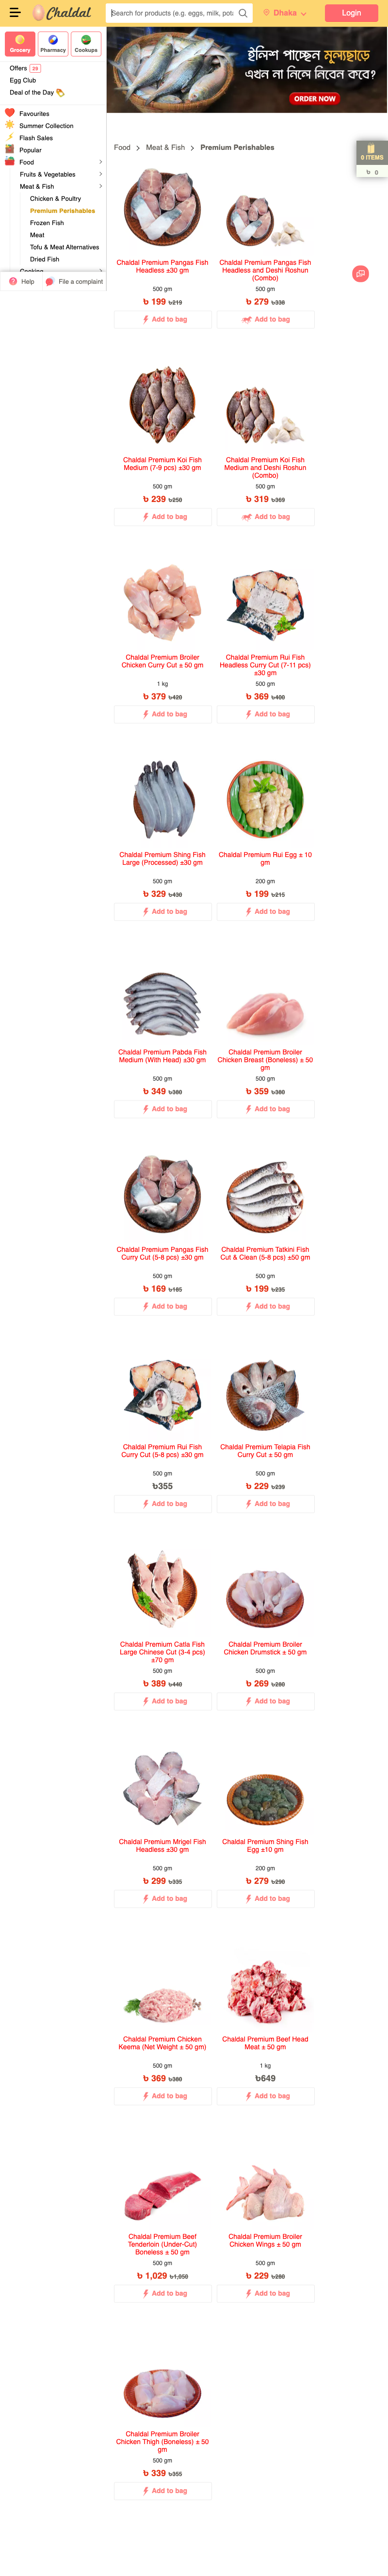 Chaldal
Search for products (e.g. eggs, milk, pota
Dhaka
Login
Grocery
Pharmacy
Cookups
Offers 25
Egg Club
Deal of the Day
Favourites
Summer Collection
Flash Sales
Popular
Food
Fruits & Vegetables
Meat & Fish
Chicken & Poultry
Premium Perishables
Frozen Fish
Meat
Tofu & Meat Alternatives
Dried Fish
Cooking
Help
File a complaint
ইলিশ পাচ্ছেন মূল্যছাড়ে
এখন না নিলে নিবেন কবে?
ORDER NOW
0 ITEMS
৳ 0
Food > Meat & Fish > Premium Perishables
Chaldal Premium Pangas Fish
Headless ±30 gm
500 gm
৳ 199 ৳219
Add to bag
Chaldal Premium Pangas Fish
Headless and Deshi Roshun
(Combo)
500 gm
৳ 279 ৳338
Add to bag
Chaldal Premium Koi Fish
Medium (7-9 pcs) ±30 gm
500 gm
৳ 239 ৳250
Add to bag
Chaldal Premium Koi Fish
Medium and Deshi Roshun
(Combo)
500 gm
৳ 319 ৳369
Add to bag
Chaldal Premium Broiler
Chicken Curry Cut ± 50 gm
1 kg
৳ 379 ৳420
Add to bag
Chaldal Premium Rui Fish
Headless Curry Cut (7-11 pcs)
±30 gm
500 gm
৳ 369 ৳400
Add to bag
Chaldal Premium Shing Fish
Large (Processed) ±30 gm
500 gm
৳ 329 ৳430
Add to bag
Chaldal Premium Rui Egg ± 10
gm
200 gm
৳ 199 ৳215
Add to bag
Chaldal Premium Pabda Fish
Medium (With Head) ±30 gm
500 gm
৳ 349 ৳380
Add to bag
Chaldal Premium Broiler
Chicken Breast (Boneless) ± 50
gm
500 gm
৳ 359 ৳380
Add to bag
Chaldal Premium Pangas Fish
Curry Cut (5-8 pcs) ±30 gm
500 gm
৳ 169 ৳185
Add to bag
Chaldal Premium Tatkini Fish
Cut & Clean (5-8 pcs) ±50 gm
500 gm
৳ 199 ৳235
Add to bag
Chaldal Premium Rui Fish
Curry Cut (5-8 pcs) ±30 gm
500 gm
৳355
Add to bag
Chaldal Premium Telapia Fish
Curry Cut ± 50 gm
500 gm
৳ 229 ৳239
Add to bag
Chaldal Premium Catla Fish
Large Chinese Cut (3-4 pcs)
±70 gm
500 gm
৳ 389 ৳440
Add to bag
Chaldal Premium Broiler
Chicken Drumstick ± 50 gm
500 gm
৳ 269 ৳280
Add to bag
Chaldal Premium Mrigel Fish
Headless ±30 gm
500 gm
৳ 299 ৳335
Add to bag
Chaldal Premium Shing Fish
Egg ±10 gm
200 gm
৳ 279 ৳290
Add to bag
Chaldal Premium Chicken
Keema (Net Weight ± 50 gm)
500 gm
৳ 369 ৳380
Add to bag
Chaldal Premium Beef Head
Meat ± 50 gm
1 kg
৳649
Add to bag
Chaldal Premium Beef
Tenderloin (Under-Cut)
Boneless ± 50 gm
500 gm
৳ 1,029 ৳1,050
Add to bag
Chaldal Premium Broiler
Chicken Wings ± 50 gm
500 gm
৳ 229 ৳280
Add to bag
Chaldal Premium Broiler
Chicken Thigh (Boneless) ± 50
gm
500 gm
৳ 339 ৳355
Add to bag